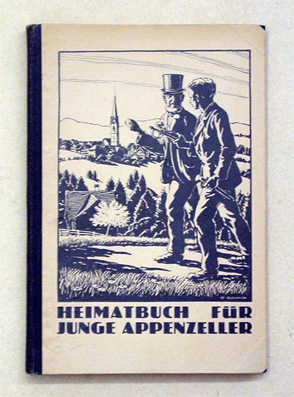 HEIMATBUCH FÜR
JUNGE APPENZELLER